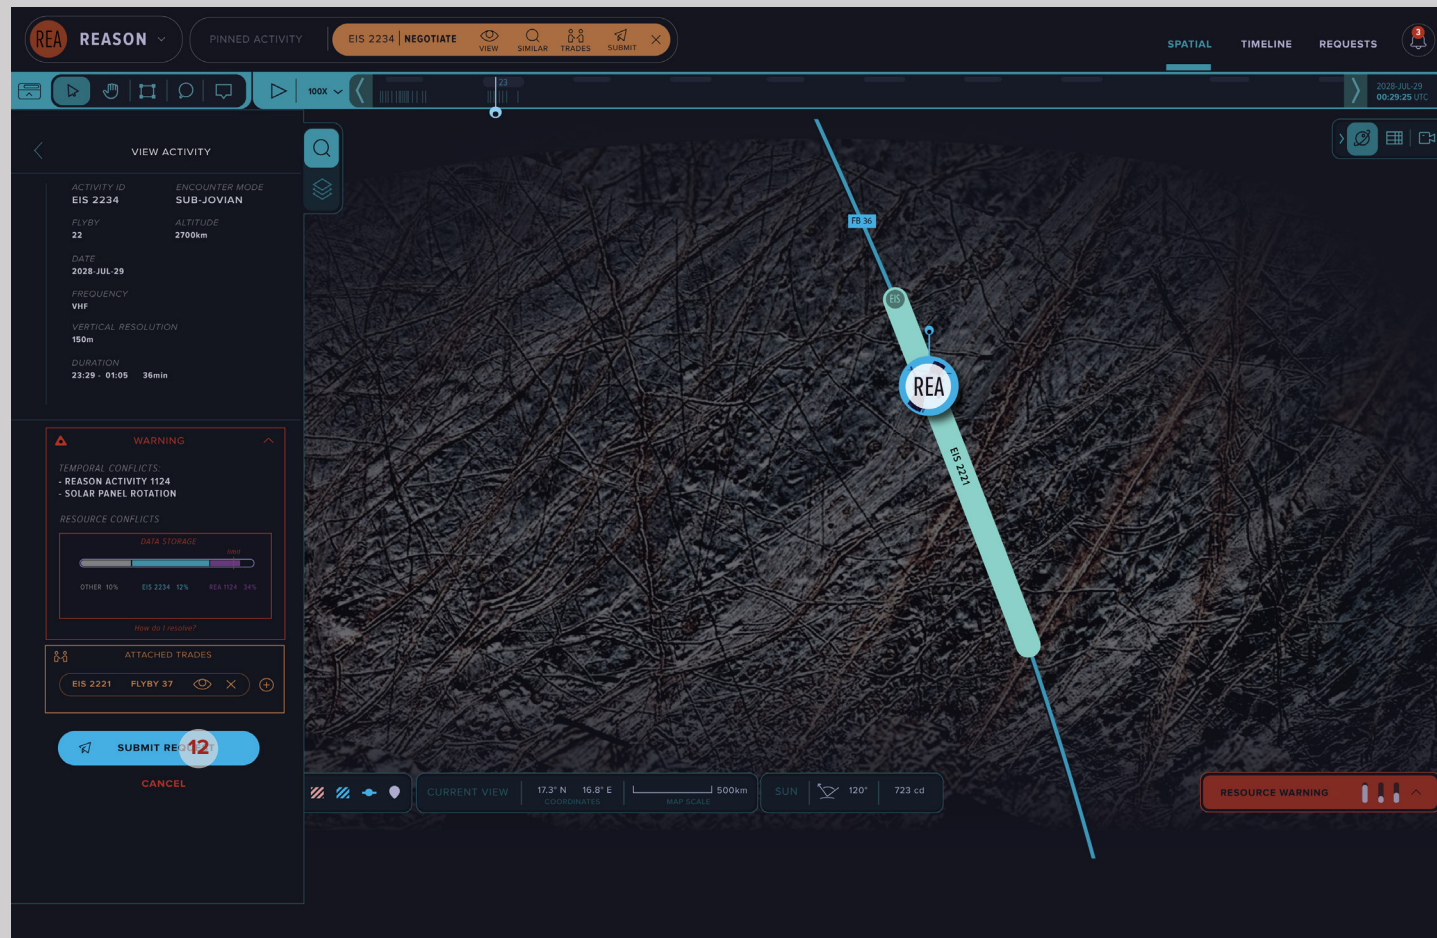 REA REASON
PINNED ACTIVITY
EIS 2234 | NEGOTIATE
VIEW SIMILAR TRADES SUBMIT
SPATIAL TIMELINE REQUESTS
3
100X
23
2028-JUL-29
00:29:25 UTC
VIEW ACTIVITY
ACTIVITY ID ENCOUNTER MODE
EIS 2234 SUB-JOVIAN
FLYBY ALTITUDE
22 2700km
DATE
2028-JUL-29
FREQUENCY
VHF
VERTICAL RESOLUTION
150m
DURATION
23:29 - 01:05 36min
WARNING
TEMPORAL CONFLICTS:
- REASON ACTIVITY 1124
- SOLAR PANEL ROTATION
RESOURCE CONFLICTS
DATA STORAGE
limit
OTHER 10% EIS 2234 12% REA 1124 34%
How do I resolve?
ATTACHED TRADES
EIS 2221 FLYBY 37
SUBMIT REQ
12
CANCEL
FB 36
EIS
REA
EIS 2221
CURRENT VIEW
17.3° N 16.8° E
COORDINATES
500km
MAP SCALE
SUN
120°
723 cd
RESOURCE WARNING